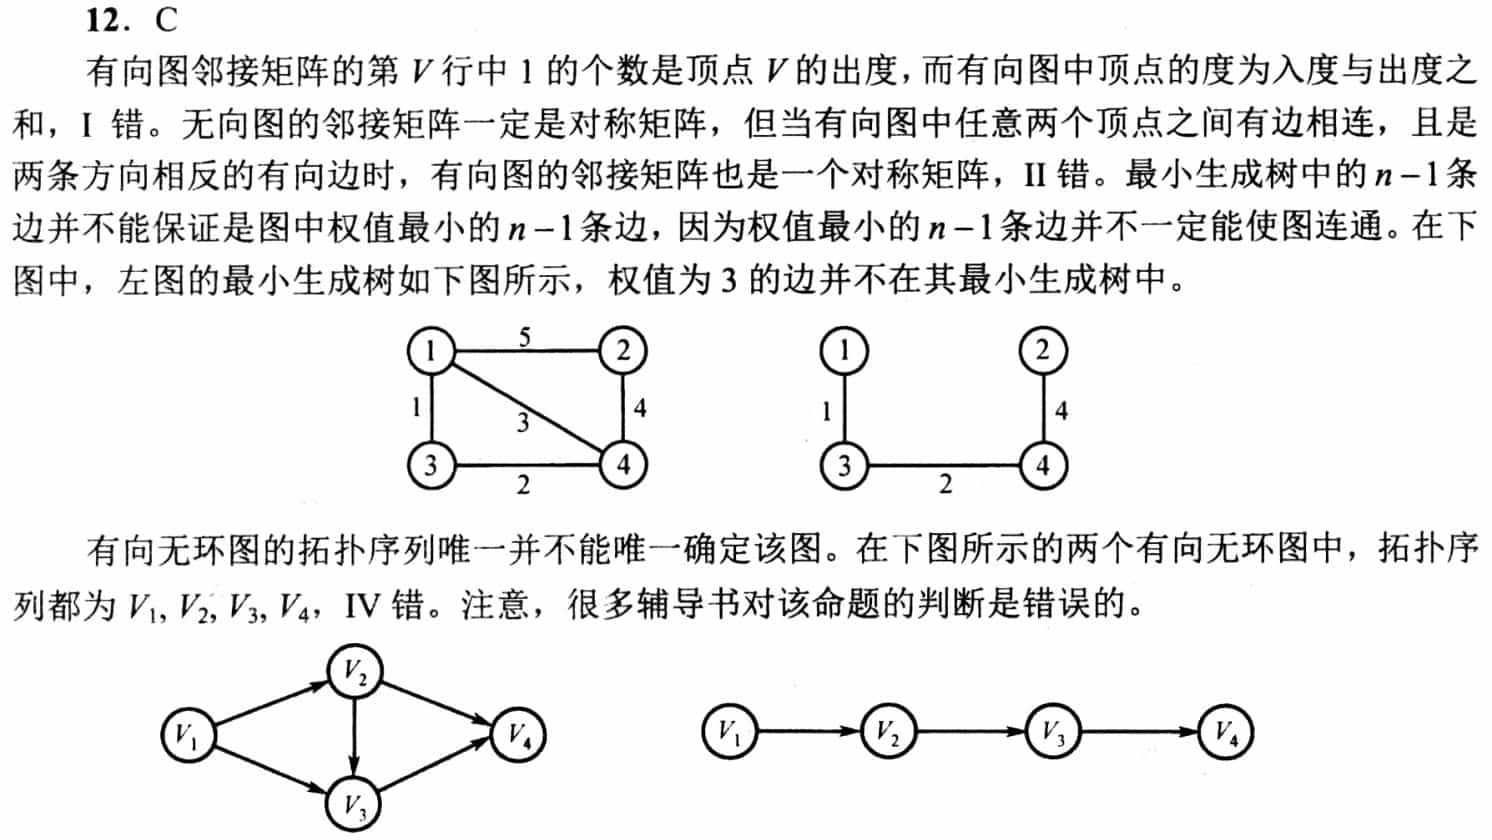 12. C
有向图邻接矩阵的第 V 行中 1 的个数是顶点 V 的出度，而有向图中顶点的度为入度与出度之
和，I 错。无向图的邻接矩阵一定是对称矩阵，但当有向图中任意两个顶点之间有边相连，且是
两条方向相反的有向边时，有向图的邻接矩阵也是一个对称矩阵，II 错。最小生成树中的 n－1 条
边并不能保证是图中权值最小的 n－1 条边，因为权值最小的 n－1 条边并不一定能使图连通。在下
图中，左图的最小生成树如下图所示，权值为 3 的边并不在其最小生成树中。
1 5 2
1 3 4
3 2 4
1 2
1 4
3 2 4
有向无环图的拓扑序列唯一并不能唯一确定该图。在下图所示的两个有向无环图中，拓扑序
列都为 V₁, V₂, V₃, V₄，IV 错。注意，很多辅导书对该命题的判断是错误的。
V₂
V₁ V₄
V₃
V₁ V₂ V₃ V₄